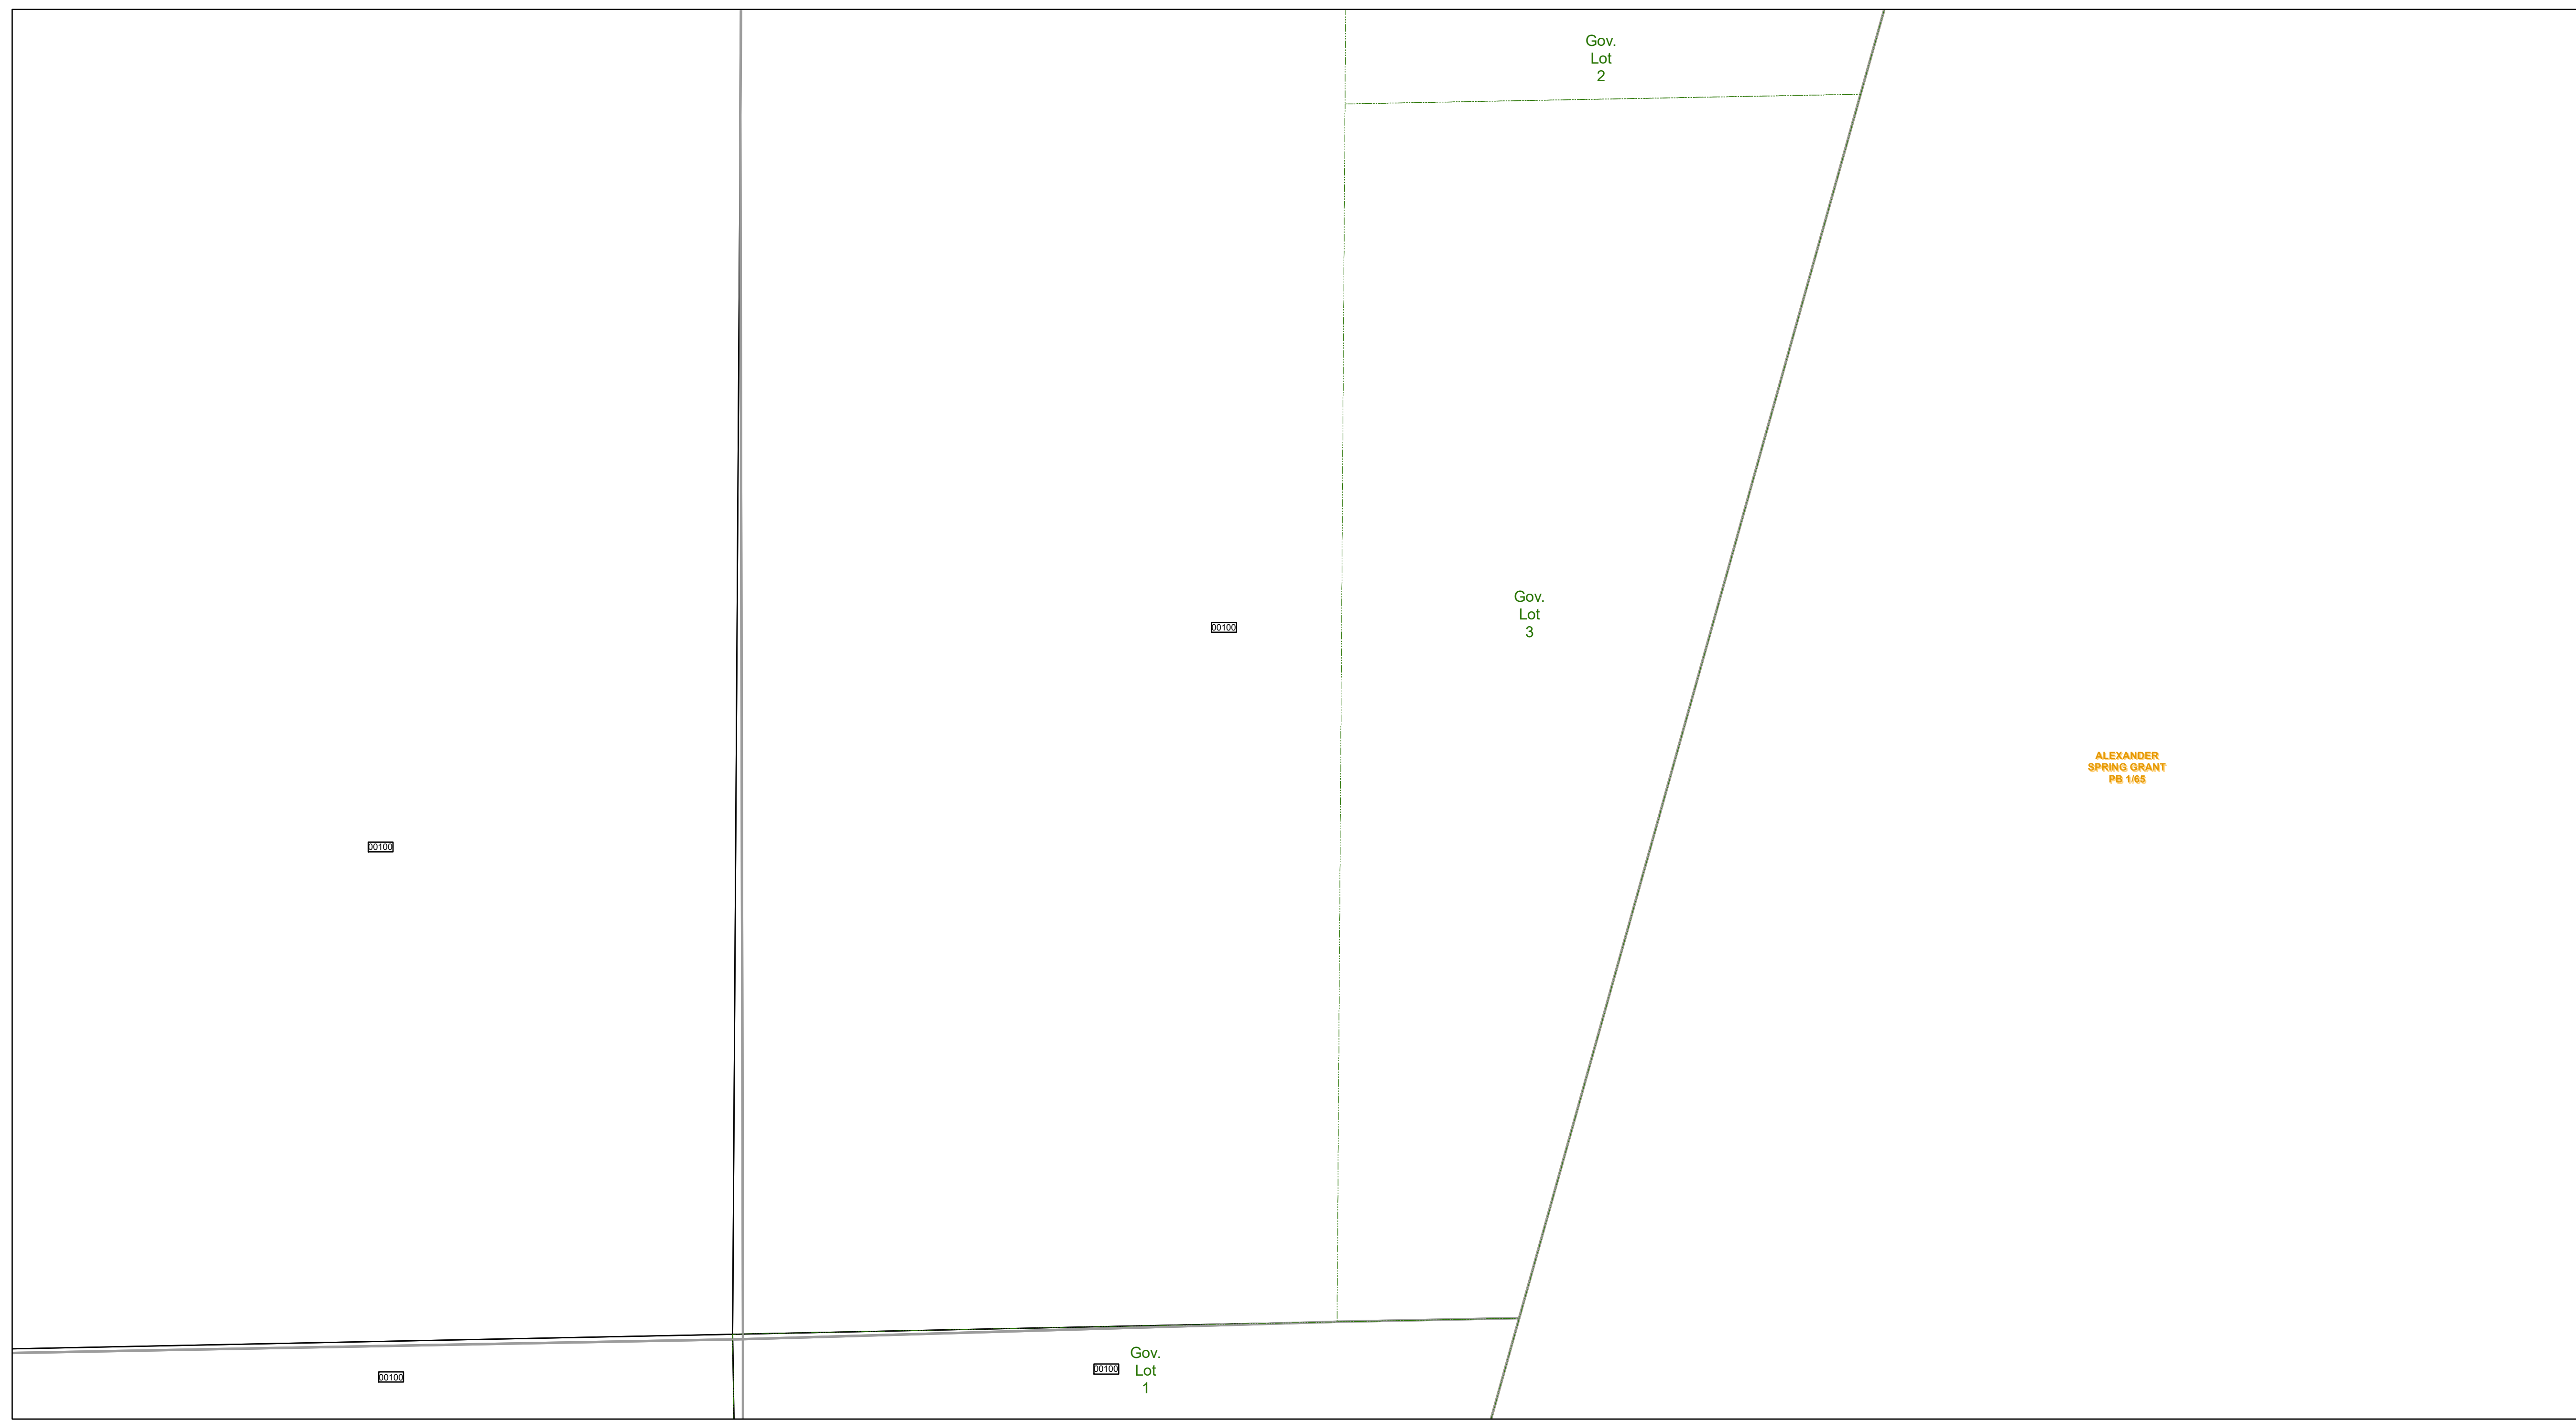 Gov.
Lot
2
Gov.
Lot
3
00100
ALEXANDER
SPRING GRANT
PB 1/65
00100
Gov.
Lot
1
00100
00100